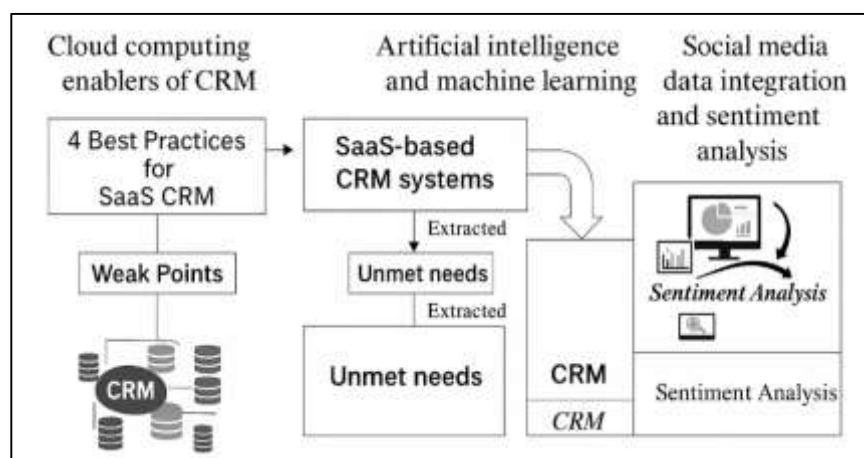 Cloud computing
enablers of CRM
Artificial intelligence
and machine learning
Social media
data integration
and sentiment
analysis
4 Best Practices
for
SaaS CRM
SaaS-based
CRM systems
Extracted
Weak Points
Unmet needs
Extracted
Unmet needs
CRM
CRM
CRM
Sentiment Analysis
Sentiment Analysis